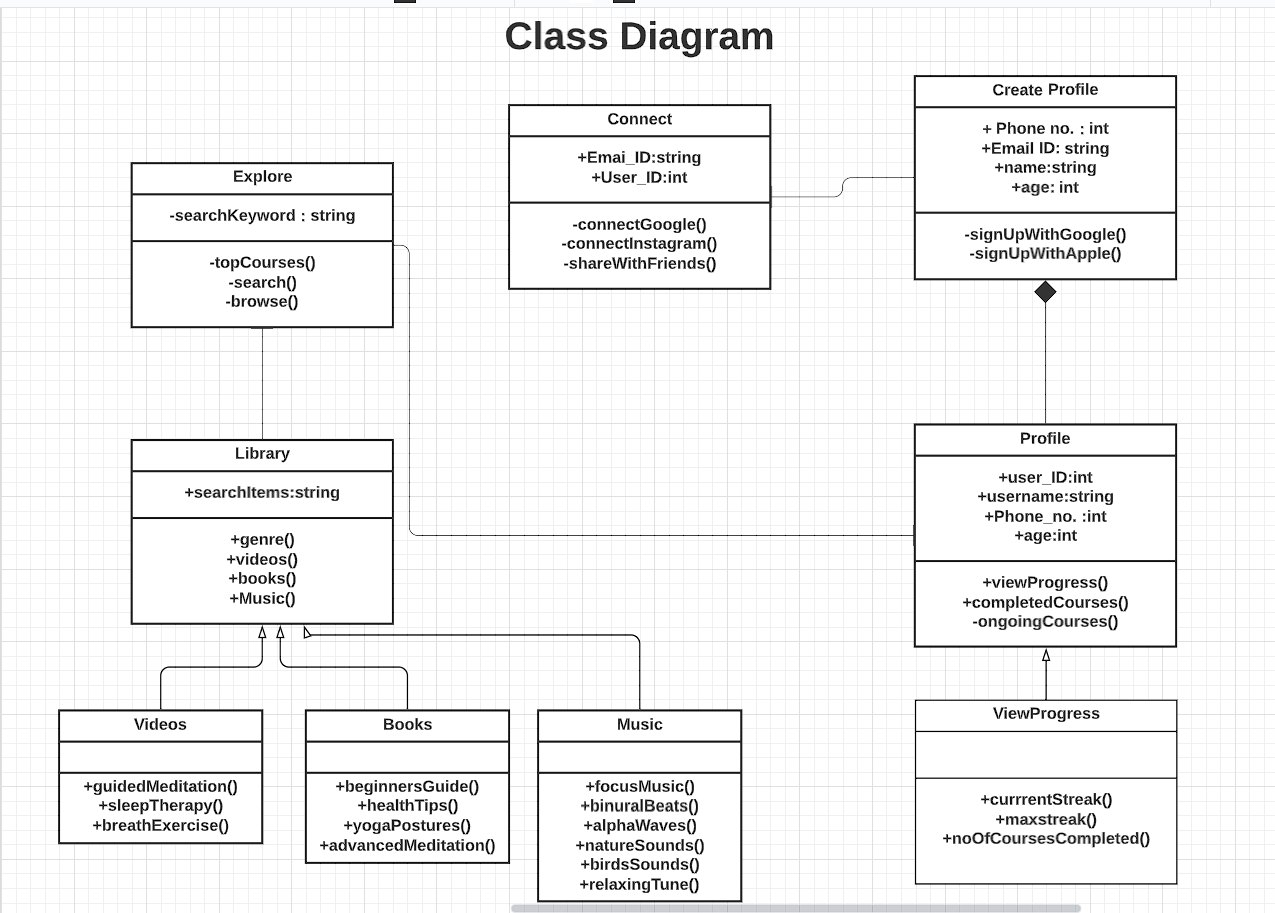 Class Diagram
Create Profile
+ Phone no. : int
+Email ID: string
+name:string
+age: int
-signUpWithGoogle()
-signUpWithApple()
Connect
+Emai_ID:string
+User_ID:int
-connectGoogle()
-connectInstagram()
-shareWithFriends()
Explore
-searchKeyword : string
-topCourses()
-search()
-browse()
Library
+searchItems:string
+genre()
+videos()
+books()
+Music()
Profile
+user_ID:int
+username:string
+Phone_no. :int
+age:int
+viewProgress()
+completedCourses()
-ongoingCourses()
Videos
+guidedMeditation()
+sleepTherapy()
+breathExercise()
Books
+beginnersGuide()
+healthTips()
+yogaPostures()
+advancedMeditation()
Music
+focusMusic()
+binuralBeats()
+alphaWaves()
+natureSounds()
+birdsSounds()
+relaxingTune()
ViewProgress
+currrentStreak()
+maxstreak()
+noOfCoursesCompleted()